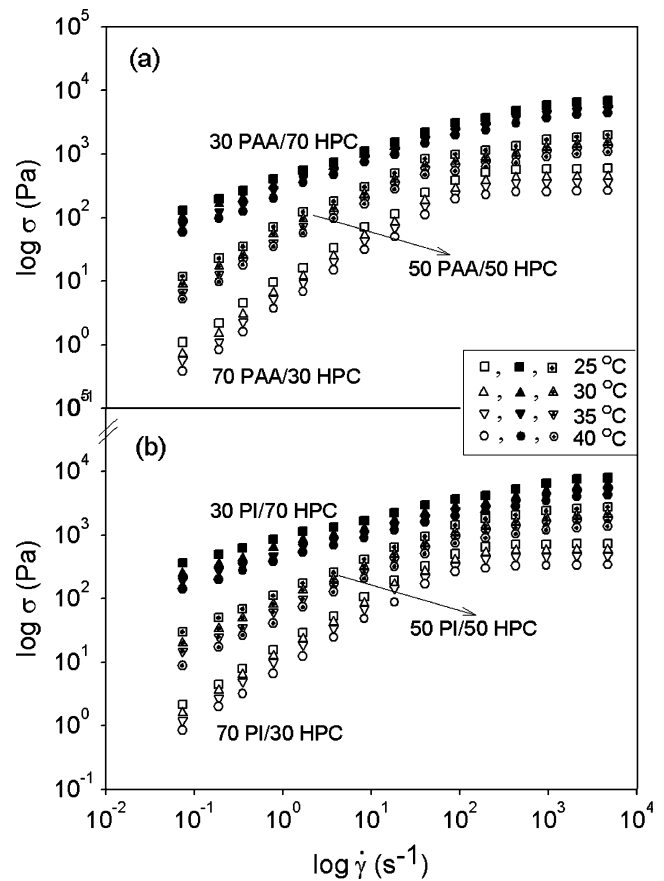 10^5
(a)
10^4
30 PAA/70 HPC
10^3
log σ (Pa)
10^2
50 PAA/50 HPC
10^1
10^0
70 PAA/30 HPC
, , 25 °C
, , 30 °C
, , 35 °C
, , 40 °C
(b)
10^4
30 PI/70 HPC
10^3
log σ (Pa)
10^2
50 PI/50 HPC
10^1
10^0
70 PI/30 HPC
10^-1
10^-2 10^-1 10^0 10^1 10^2 10^3 10^4
log γ̇ (s^-1)